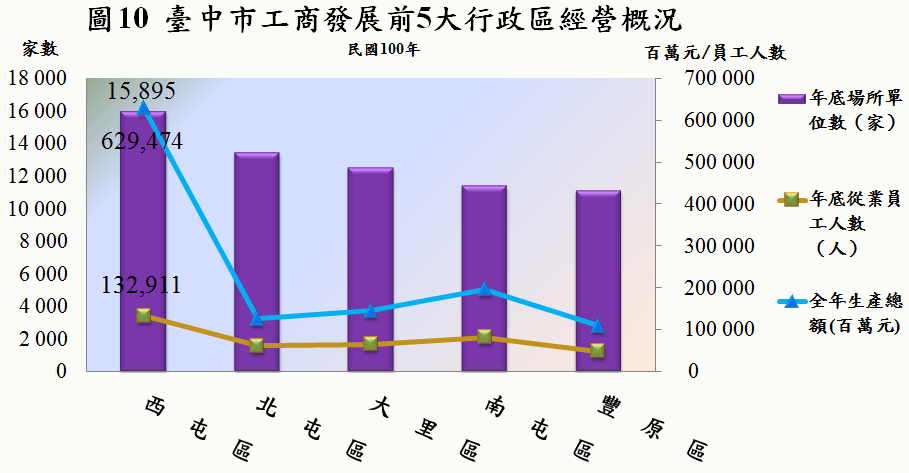 圖10 臺中市工商發展前5大行政區經營概況
家數
民國100年
百萬元/員工人數
18 000
16 000
14 000
12 000
10 000
8 000
6 000
4 000
2 000
0
15,895
629,474
132,911
700 000
600 000
500 000
400 000
300 000
200 000
100 000
0
年底場所單
位數（家）
年底從業員
工人數
（人）
全年生產總
額(百萬元)
西屯區
北屯區
大里區
南屯區
豐原區